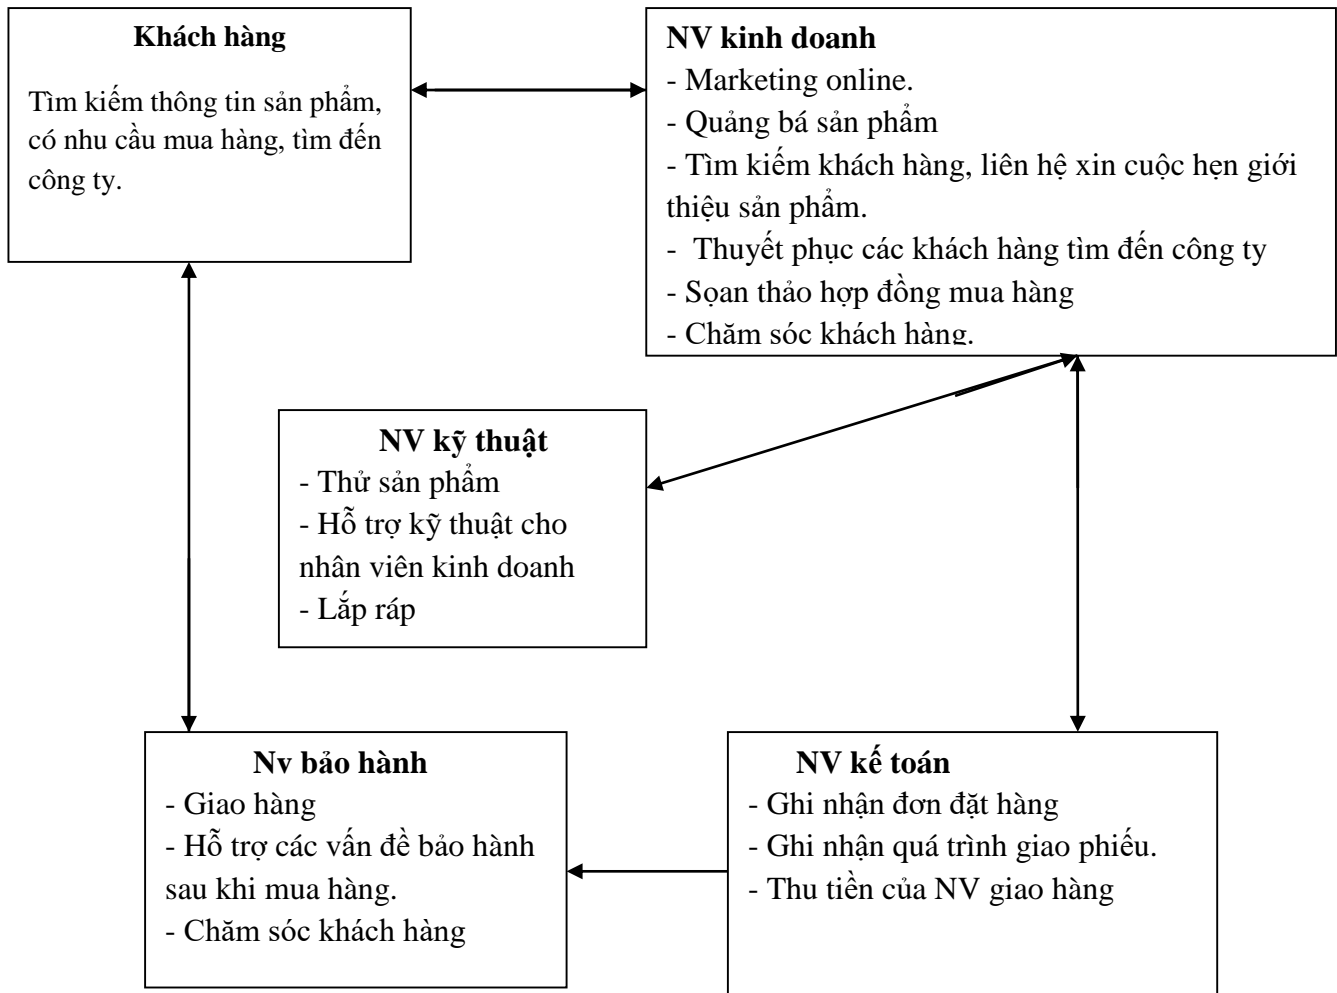 Khách hàng
Tìm kiếm thông tin sản phẩm,
có nhu cầu mua hàng, tìm đến
công ty.
NV kinh doanh
- Marketing online.
- Quảng bá sản phẩm
- Tìm kiếm khách hàng, liên hệ xin cuộc hẹn giới
thiệu sản phẩm.
- Thuyết phục các khách hàng tìm đến công ty
- Sọan thảo hợp đồng mua hàng
- Chăm sóc khách hàng.
NV kỹ thuật
- Thử sản phẩm
- Hỗ trợ kỹ thuật cho
nhân viên kinh doanh
- Lắp ráp
Nv bảo hành
- Giao hàng
- Hỗ trợ các vấn đề bảo hành
sau khi mua hàng.
- Chăm sóc khách hàng
NV kế toán
- Ghi nhận đơn đặt hàng
- Ghi nhận quá trình giao phiếu.
- Thu tiền của NV giao hàng